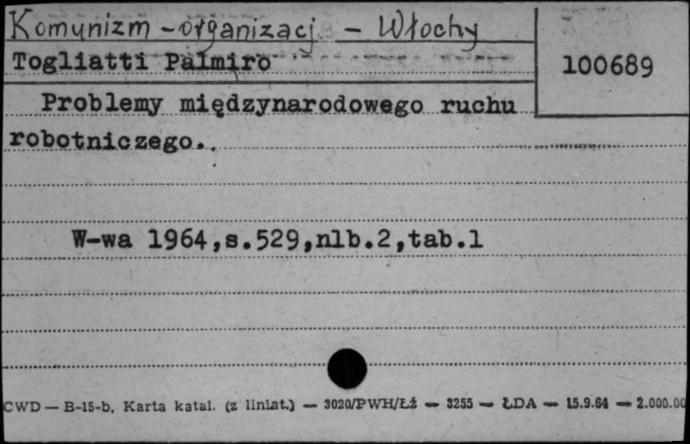 Komunizm - organizacj. - Włochy
Togliatti Palmiro
100689
Problemy międzynarodowego ruchu
robotniczego.
W-wa 1964,s.529,nlb.2,tab.1
CWD — B-15-b, Karta katal. (z liniat.) — 3020/PWH/Łź — 3255 — ŁDA — 15.9.64 — 2.000.00